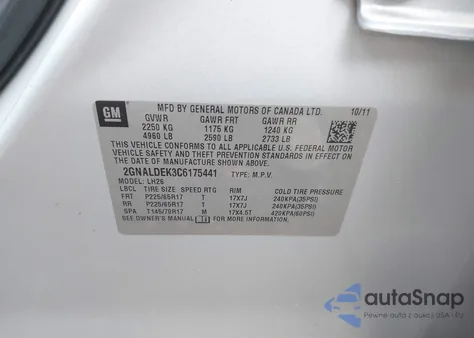 GM
MFD BY GENERAL MOTORS OF CANADA LTD. 10/11
GVWR GAWR FRT GAWR RR
2250 KG 1175 KG 1240 KG
4960 LB 2590 LB 2733 LB
THIS VEHICLE CONFORMS TO ALL APPLICABLE U.S.
FEDERAL MOTOR VEHICLE SAFETY AND THEFT
PREVENTION STANDARDS IN EFFECT ON THE
DATE OF MANUFACTURE SHOWN ABOVE.
2GNALDEK3C6175441 TYPE: M.P.V.
MODEL: LH26
LBCL TIRE SIZE SPEED RTG RIM COLD TIRE PRESSURE
FRT P225/65R17 T 17X7J 240KPA(35PSI)
RR P225/65R17 T 17X7J 240KPA(35PSI)
SPA T145/70R17 M 17X4.5T 420KPA(60PSI)
SEE OWNER'S MANUAL FOR MORE INFORMATION.
autoSnap
Pewne auta z USA i EU